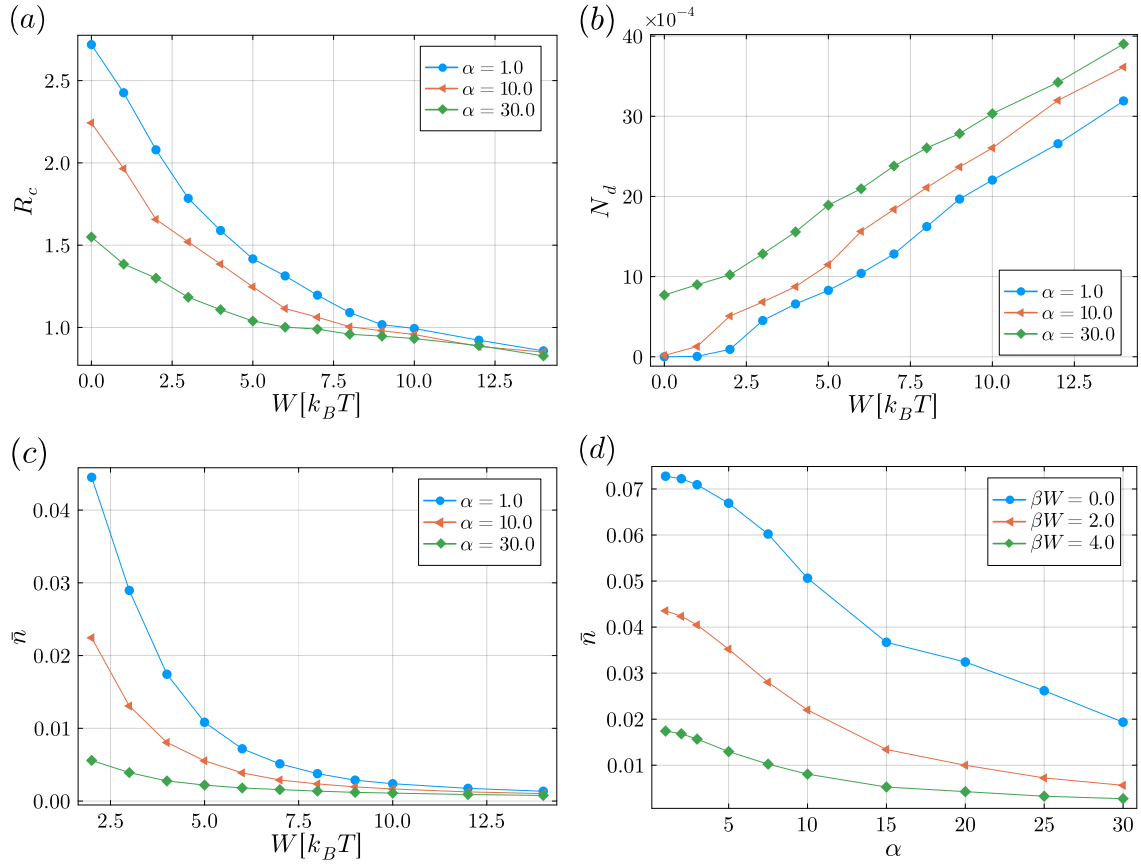 (a)
2.5
2.0
1.5
1.0
R_c
0.0 2.5 5.0 7.5 10.0 12.5
W[k_BT]
α = 1.0
α = 10.0
α = 30.0
(b)
×10⁻⁴
40
30
20
10
0
N_d
0.0 2.5 5.0 7.5 10.0 12.5
W[k_BT]
α = 1.0
α = 10.0
α = 30.0
(c)
0.04
0.03
0.02
0.01
0.00
n̄
2.5 5.0 7.5 10.0 12.5
W[k_BT]
α = 1.0
α = 10.0
α = 30.0
(d)
0.07
0.06
0.05
0.04
0.03
0.02
0.01
n̄
5 10 15 20 25 30
α
βW = 0.0
βW = 2.0
βW = 4.0